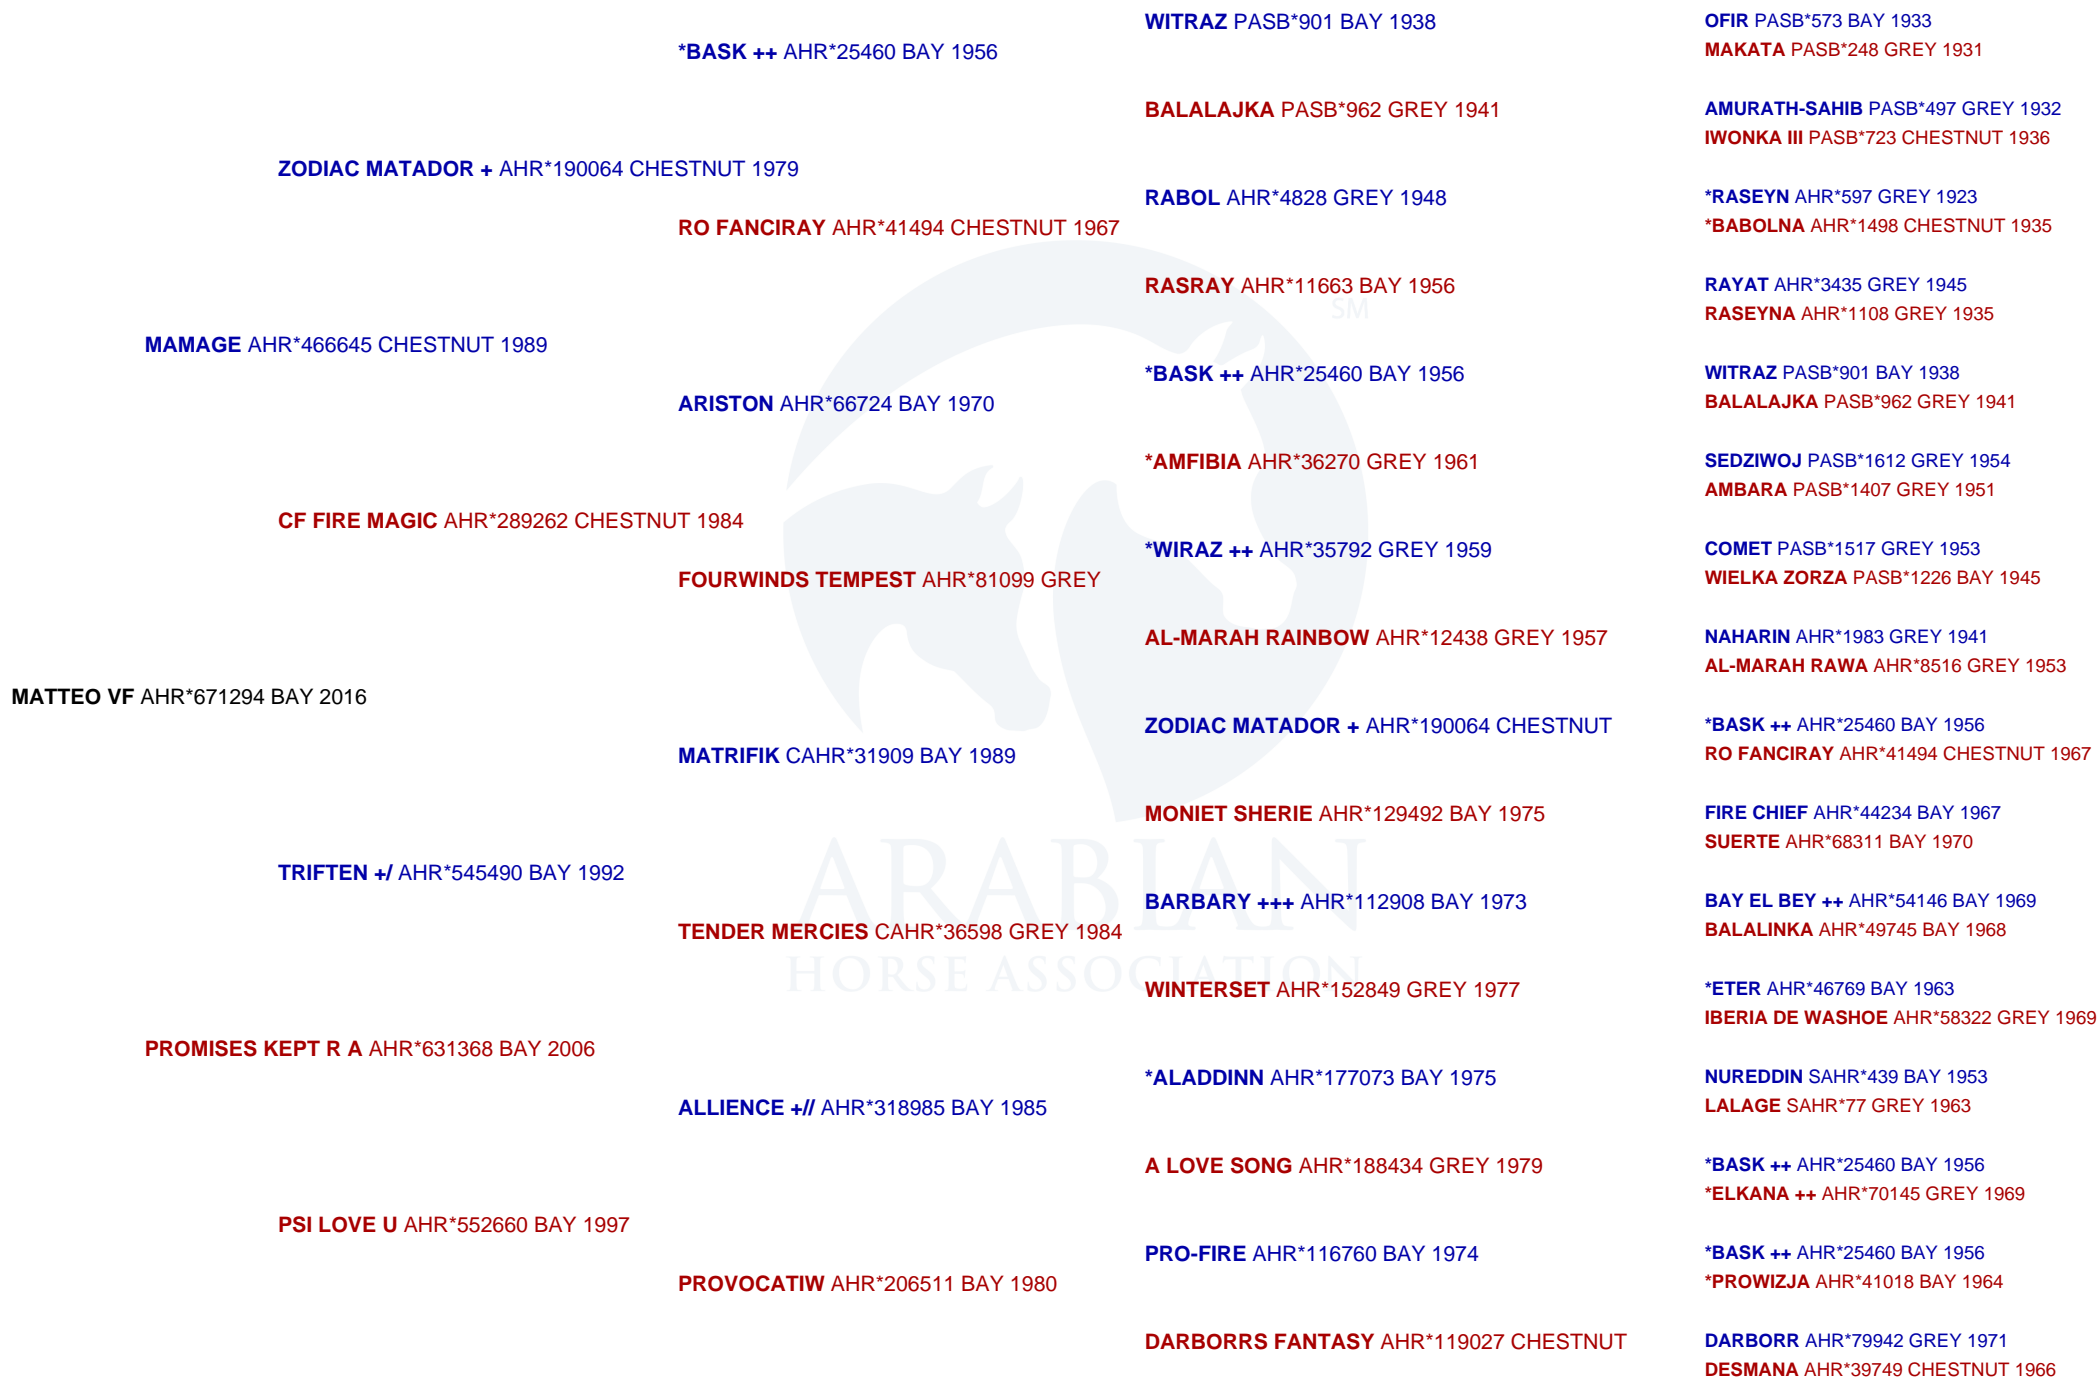 WITRAZ PASB*901 BAY 1938
OFIR PASB*573 BAY 1933
*BASK ++ AHR*25460 BAY 1956
MAKATA PASB*248 GREY 1931
BALALAJKA PASB*962 GREY 1941
AMURATH-SAHIB PASB*497 GREY 1932
IWONKA III PASB*723 CHESTNUT 1936
ZODIAC MATADOR + AHR*190064 CHESTNUT 1979
RABOL AHR*4828 GREY 1948
*RASEYN AHR*597 GREY 1923
RO FANCIRAY AHR*41494 CHESTNUT 1967
*BABOLNA AHR*1498 CHESTNUT 1935
RASRAY AHR*11663 BAY 1956
RAYAT AHR*3435 GREY 1945
SM
RASEYNA AHR*1108 GREY 1935
MAMAGE AHR*466645 CHESTNUT 1989
*BASK ++ AHR*25460 BAY 1956
WITRAZ PASB*901 BAY 1938
ARISTON AHR*66724 BAY 1970
BALALAJKA PASB*962 GREY 1941
*AMFIBIA AHR*36270 GREY 1961
SEDZIWOJ PASB*1612 GREY 1954
AMBARA PASB*1407 GREY 1951
CF FIRE MAGIC AHR*289262 CHESTNUT 1984
*WIRAZ ++ AHR*35792 GREY 1959
COMET PASB*1517 GREY 1953
FOURWINDS TEMPEST AHR*81099 GREY
WIELKA ZORZA PASB*1226 BAY 1945
AL-MARAH RAINBOW AHR*12438 GREY 1957
NAHARIN AHR*1983 GREY 1941
AL-MARAH RAWA AHR*8516 GREY 1953
MATTEO VF AHR*671294 BAY 2016
ZODIAC MATADOR + AHR*190064 CHESTNUT
*BASK ++ AHR*25460 BAY 1956
MATRIFIK CAHR*31909 BAY 1989
RO FANCIRAY AHR*41494 CHESTNUT 1967
MONIET SHERIE AHR*129492 BAY 1975
FIRE CHIEF AHR*44234 BAY 1967
SUERTE AHR*68311 BAY 1970
TRIFTEN +/ AHR*545490 BAY 1992
ARABIAN
BARBARY +++ AHR*112908 BAY 1973
BAY EL BEY ++ AHR*54146 BAY 1969
TENDER MERCIES CAHR*36598 GREY 1984
BALALINKA AHR*49745 BAY 1968
HORSE ASSOCIATION
WINTERSET AHR*152849 GREY 1977
*ETER AHR*46769 BAY 1963
IBERIA DE WASHOE AHR*58322 GREY 1969
PROMISES KEPT R A AHR*631368 BAY 2006
*ALADDINN AHR*177073 BAY 1975
NUREDDIN SAHR*439 BAY 1953
ALLIENCE +// AHR*318985 BAY 1985
LALAGE SAHR*77 GREY 1963
A LOVE SONG AHR*188434 GREY 1979
*BASK ++ AHR*25460 BAY 1956
*ELKANA ++ AHR*70145 GREY 1969
PSI LOVE U AHR*552660 BAY 1997
PRO-FIRE AHR*116760 BAY 1974
*BASK ++ AHR*25460 BAY 1956
PROVOCATIW AHR*206511 BAY 1980
*PROWIZJA AHR*41018 BAY 1964
DARBORRS FANTASY AHR*119027 CHESTNUT
DARBORR AHR*79942 GREY 1971
DESMANA AHR*39749 CHESTNUT 1966